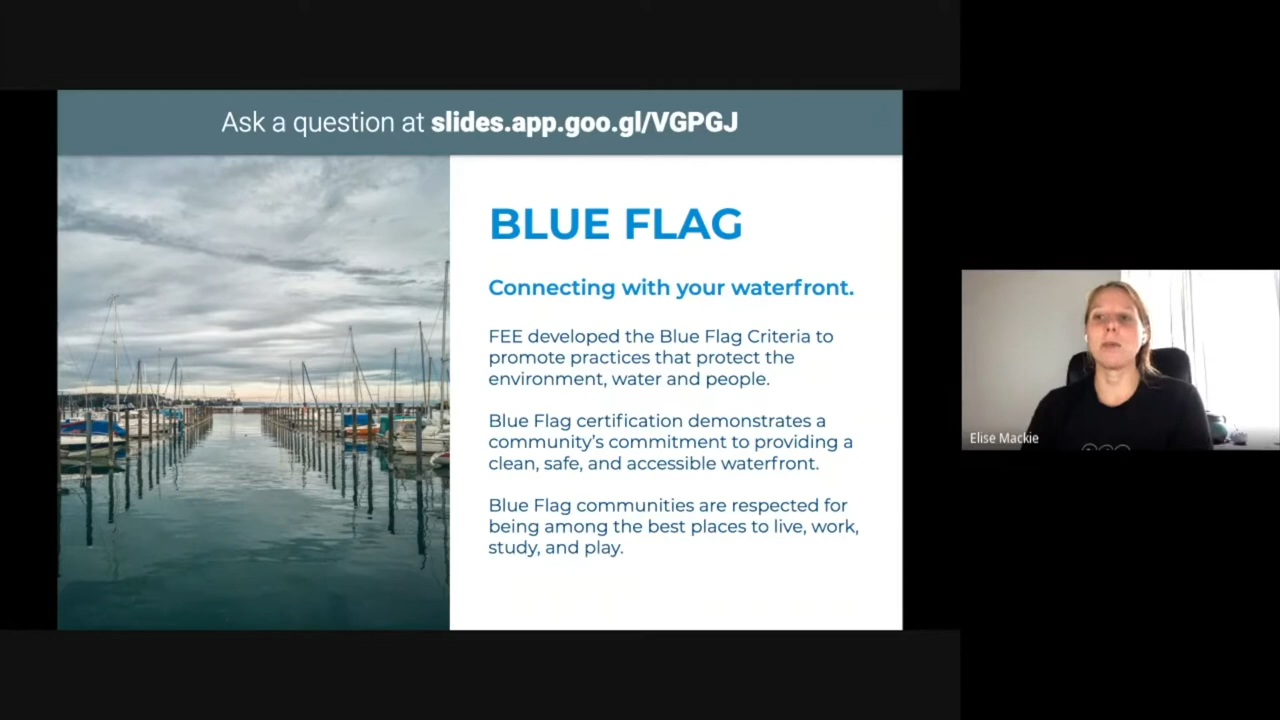 Ask a question at slides.app.goo.gl/VGPGJ
BLUE FLAG
Connecting with your waterfront.
FEE developed the Blue Flag Criteria to
promote practices that protect the
environment, water and people.
Blue Flag certification demonstrates a
community’s commitment to providing a
clean, safe, and accessible waterfront.
Blue Flag communities are respected for
being among the best places to live, work,
study, and play.
Elise Mackie